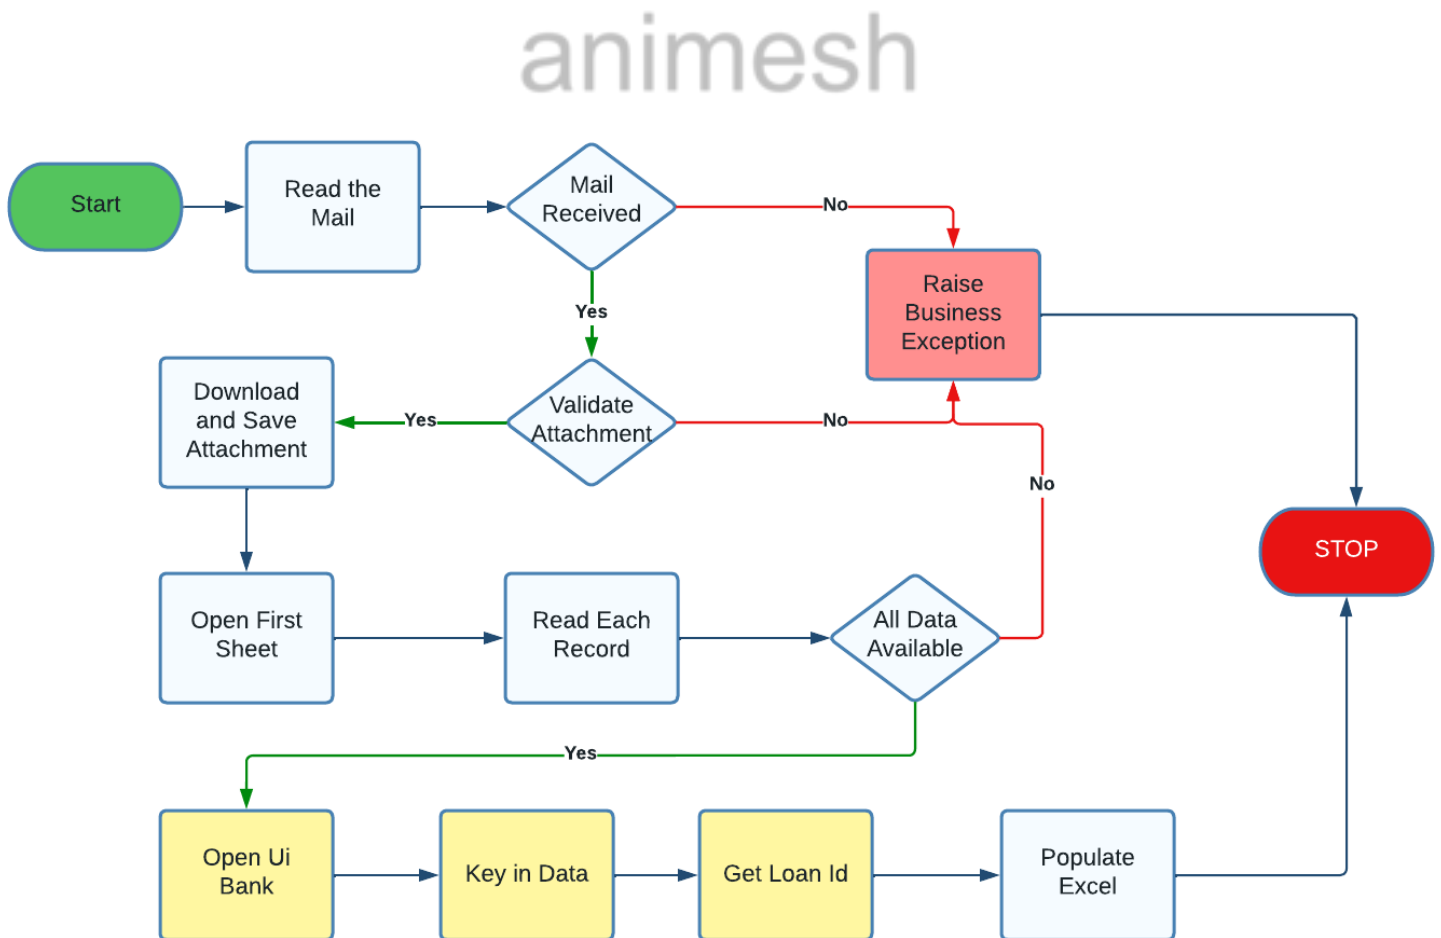 animesh
Start
Read the
Mail
Mail
Received
No
Raise
Business
Exception
Yes
Download
and Save
Attachment
Yes
Validate
Attachment
No
No
STOP
Open First
Sheet
Read Each
Record
All Data
Available
Yes
Open Ui
Bank
Key in Data
Get Loan Id
Populate
Excel